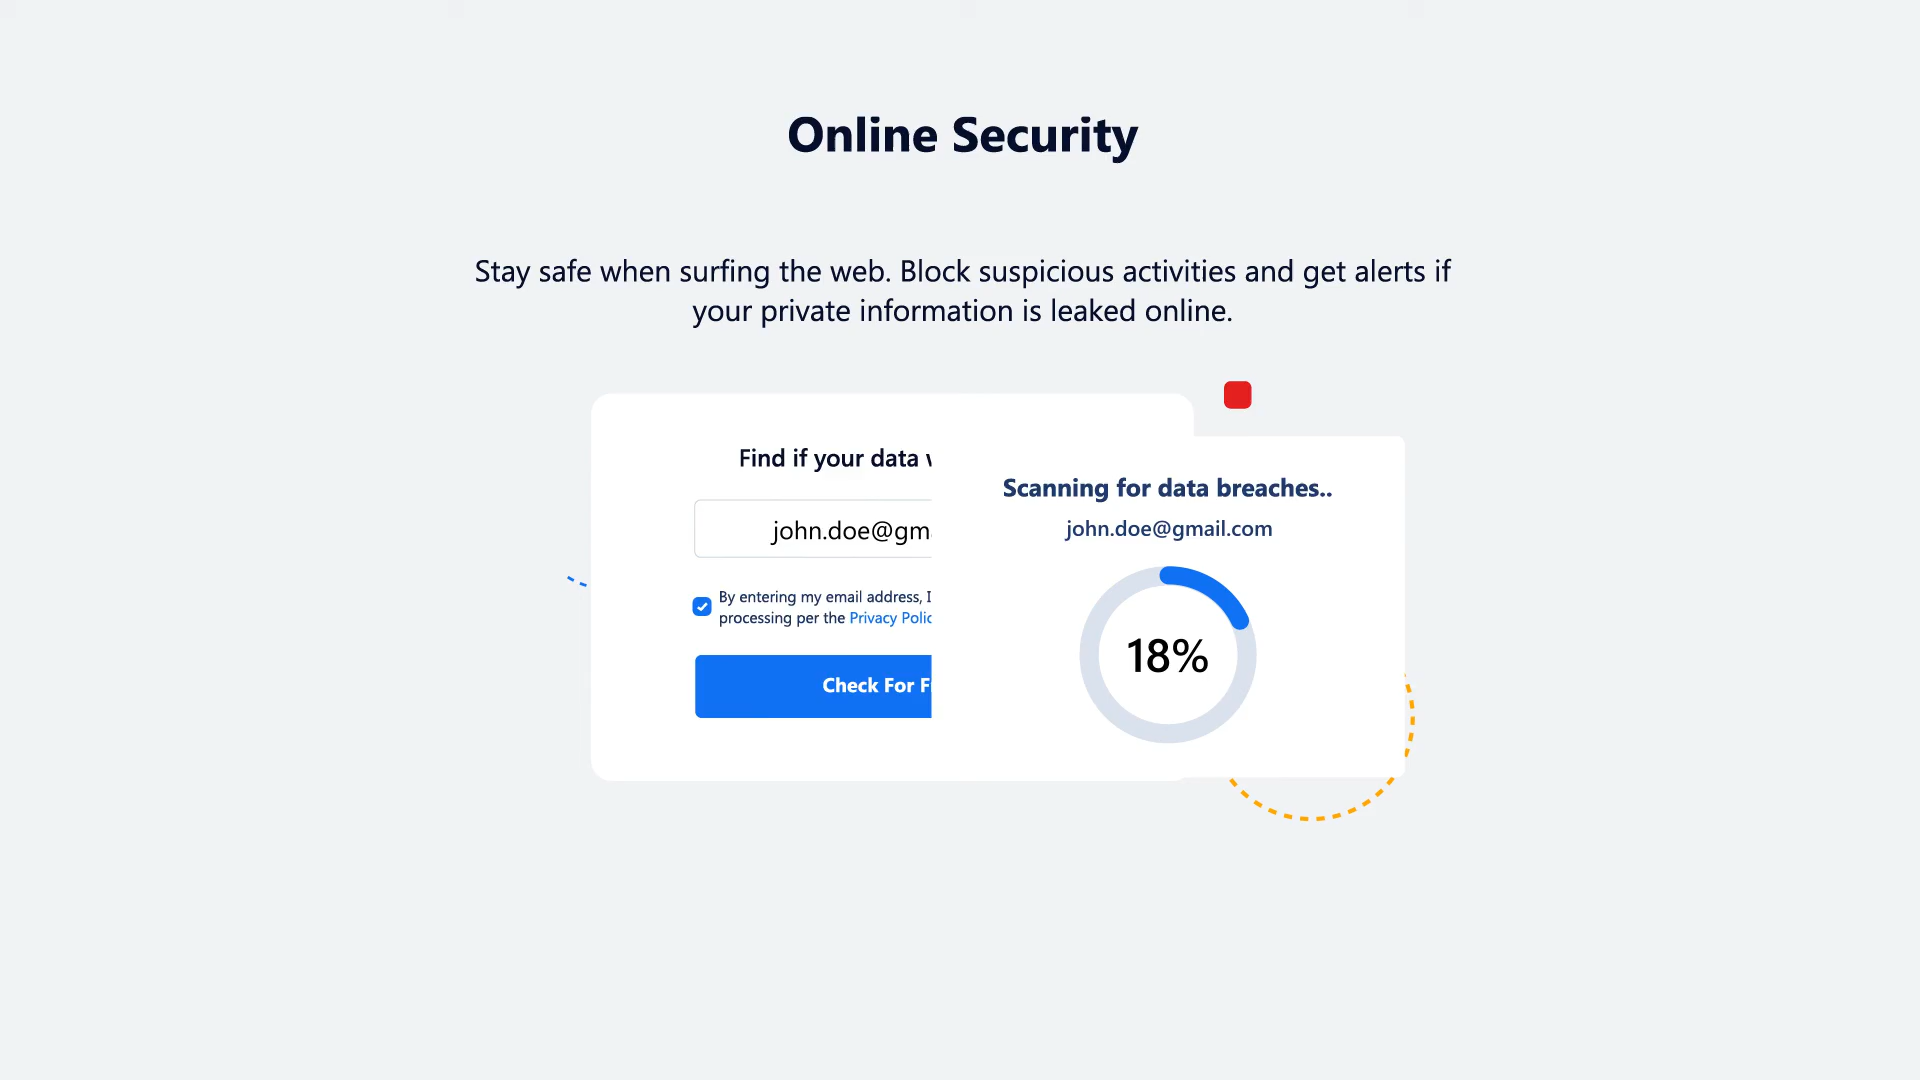 Online Security
Stay safe when surfing the web. Block suspicious activities and get alerts if
your private information is leaked online.
Find if your data
john.doe@gm
By entering my email address, I
processing per the Privacy Polic
Check For F
Scanning for data breaches..
john.doe@gmail.com
18%